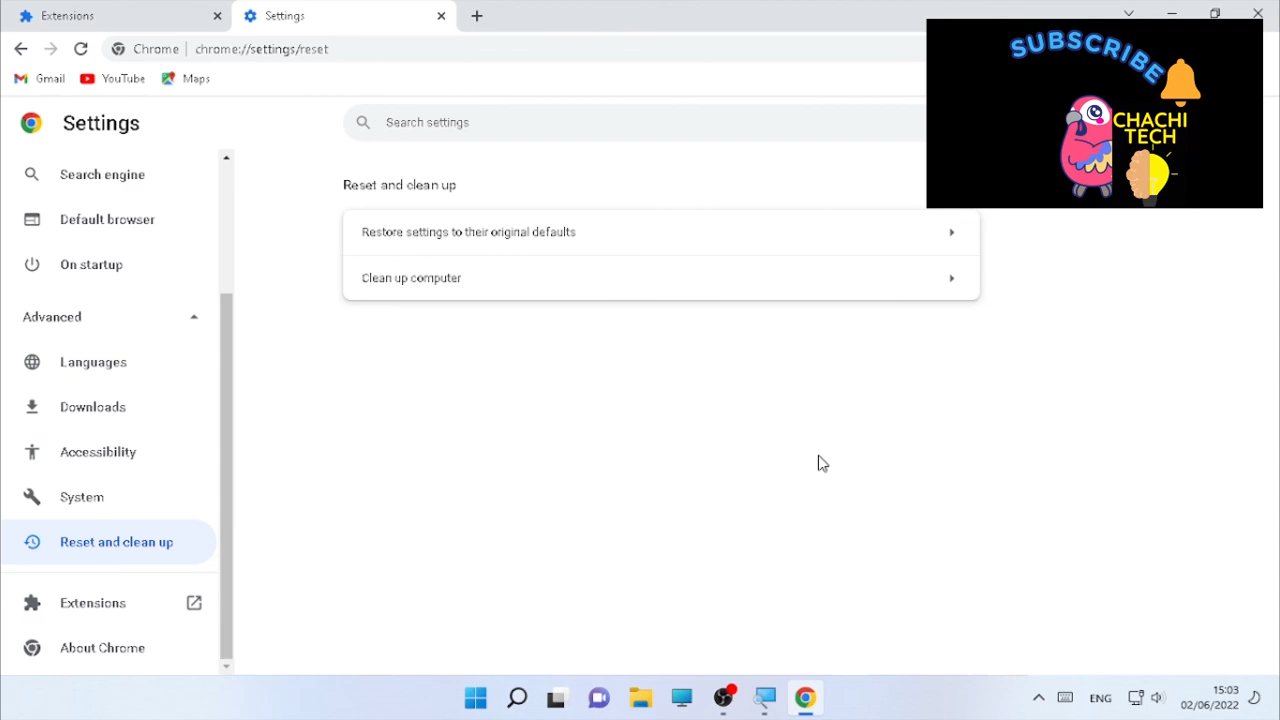 Extensions
Settings
Chrome
chrome://settings/reset
Gmail
YouTube
Maps
SUBSCRIBE
CHACHI
TECH
Settings
Search settings
Search engine
Default browser
On startup
Advanced
Languages
Downloads
Accessibility
System
Reset and clean up
Extensions
About Chrome
Reset and clean up
Restore settings to their original defaults
Clean up computer
ENG
15:03
02/06/2022